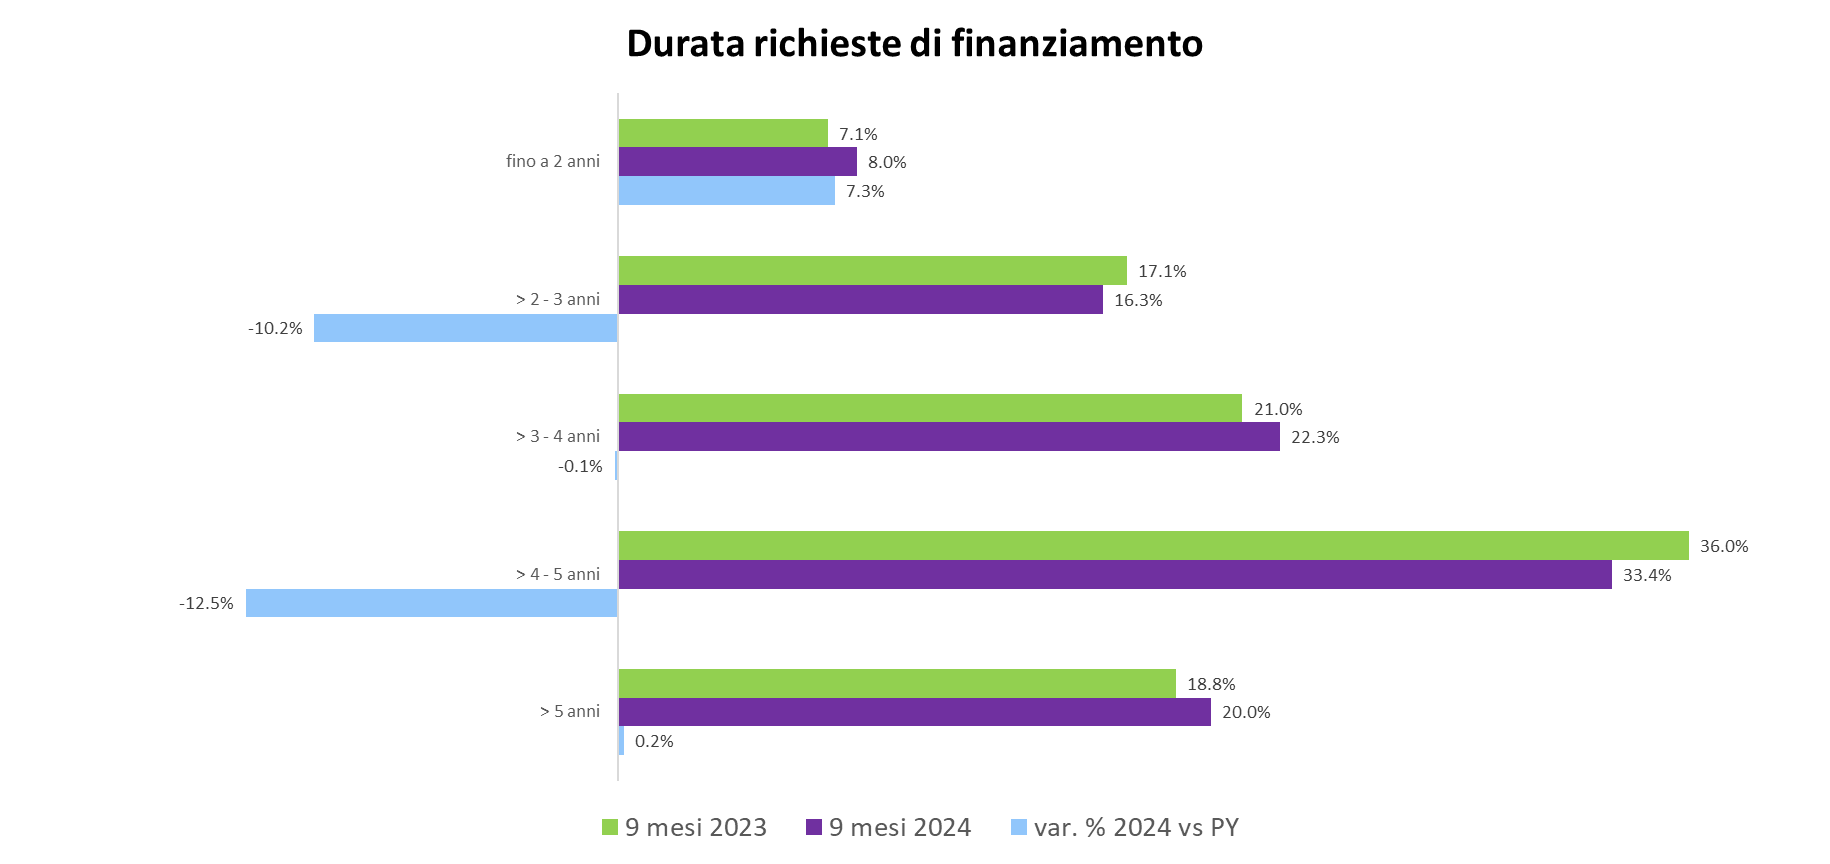 Durata richieste di finanziamento
fino a 2 anni
7.1%
8.0%
7.3%
> 2 - 3 anni
17.1%
16.3%
-10.2%
> 3 - 4 anni
21.0%
22.3%
-0.1%
> 4 - 5 anni
36.0%
33.4%
-12.5%
> 5 anni
18.8%
20.0%
0.2%
9 mesi 2023 9 mesi 2024 var. % 2024 vs PY